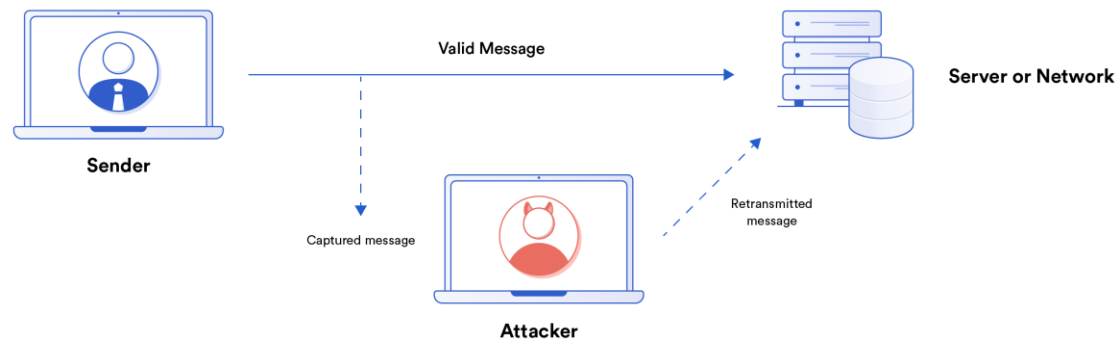 Valid Message
Server or Network
Sender
Captured message
Retransmitted
message
Attacker